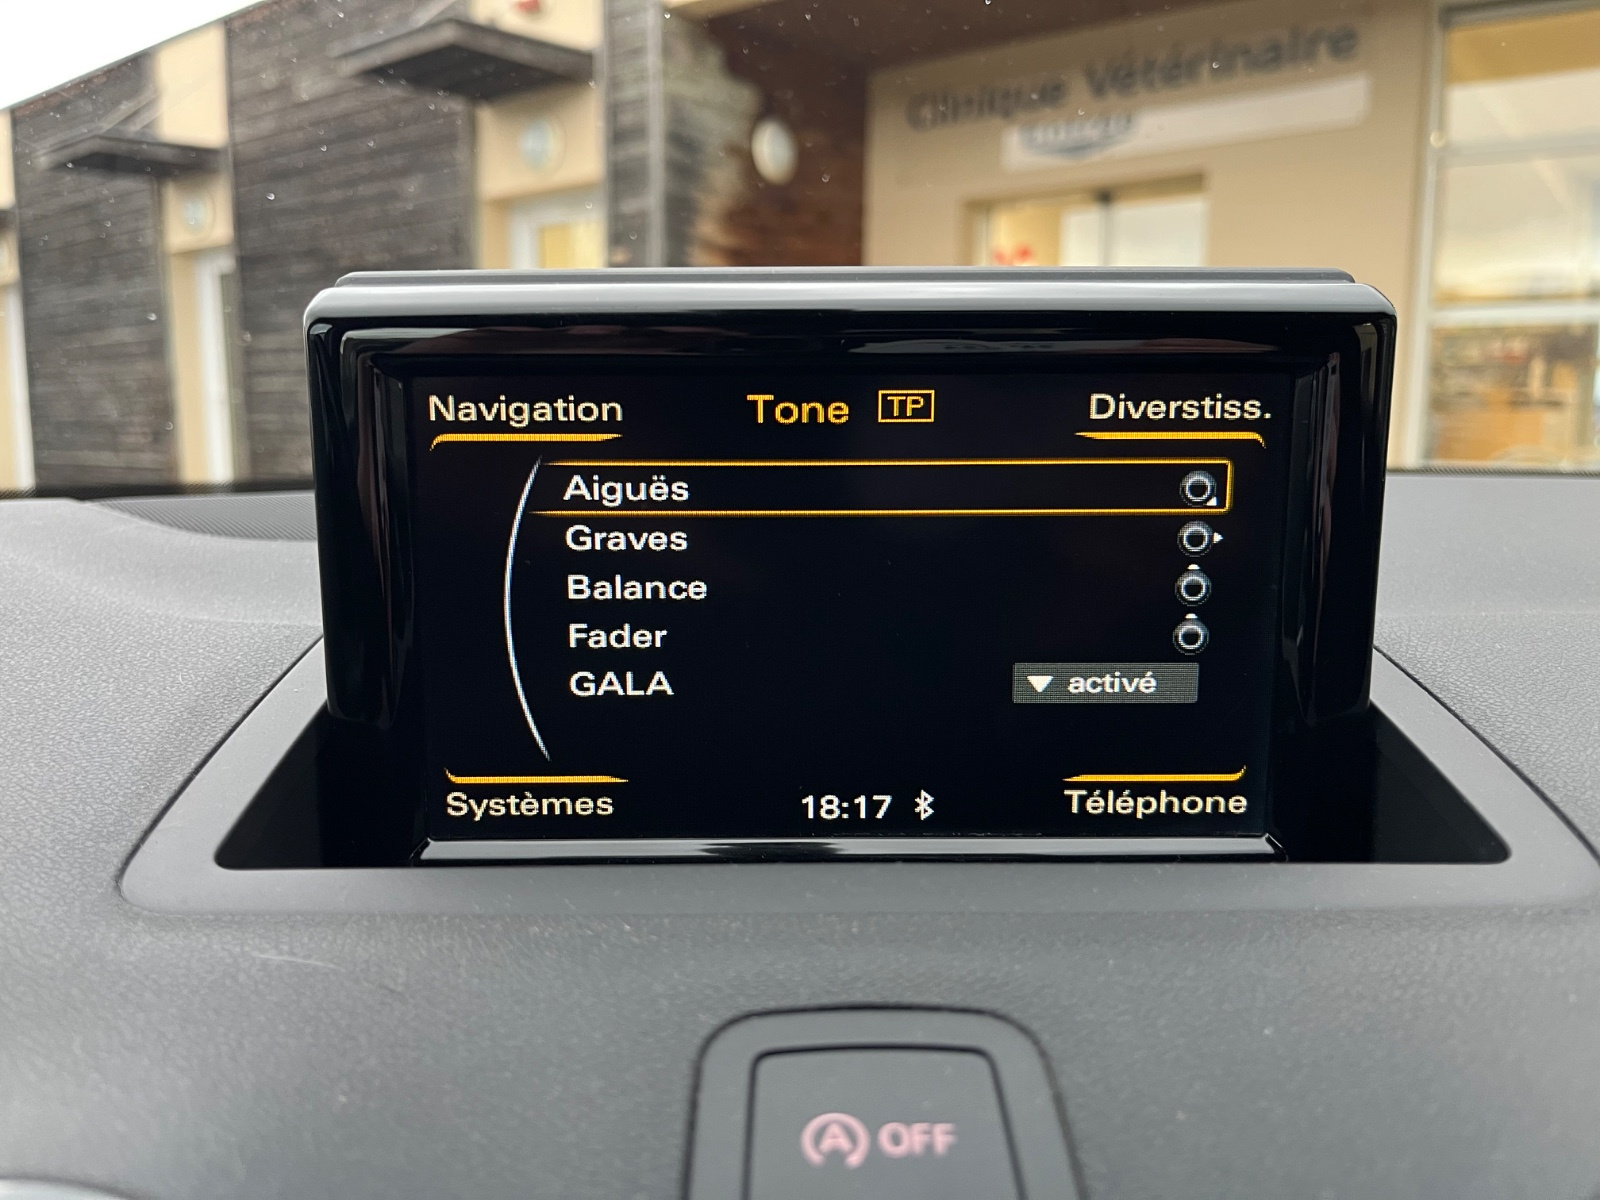 Clinique Vétérinaire
Navigation
Tone
TP
Diverstiss.
Aiguës
Graves
Balance
Fader
GALA
activé
Systèmes
18:17
Téléphone
A OFF